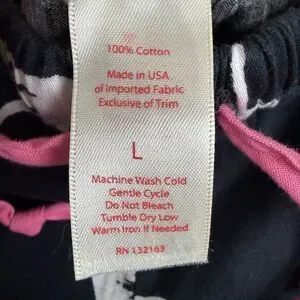 100% Cotton
Made in USA
of Imported Fabric
Exclusive of Trim
L
Machine Wash Cold
Gentle Cycle
Do Not Bleach
Tumble Dry Low
Warm Iron If Needed
RN 132163